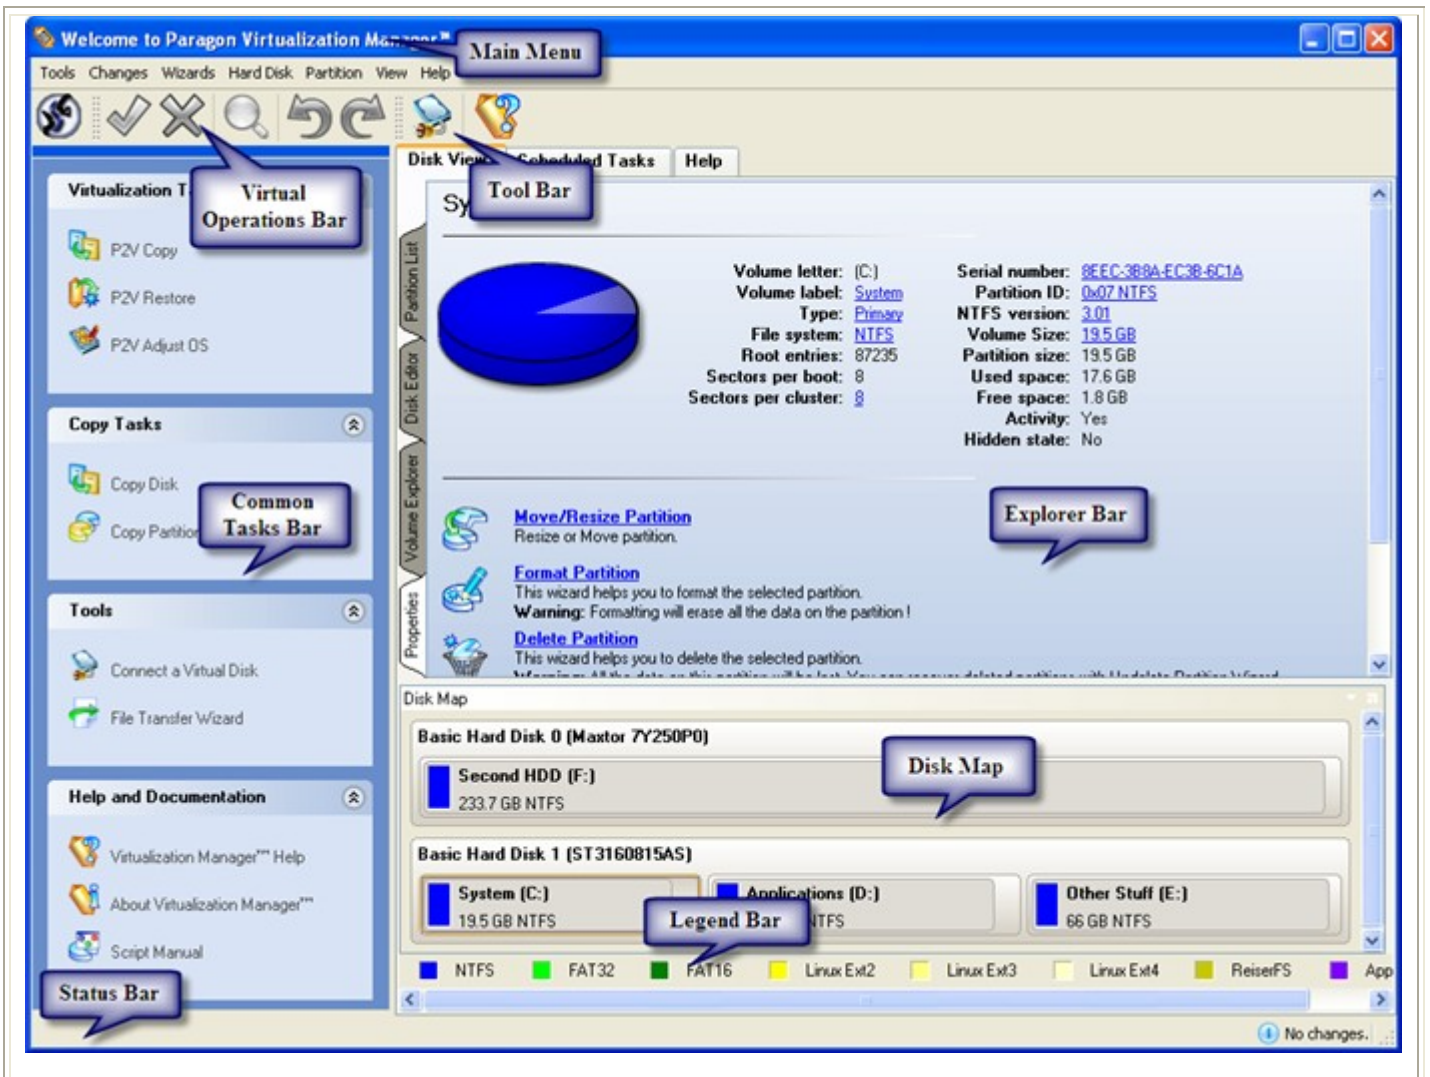 Welcome to Paragon Virtualization Manager™
Main Menu
Tools Changes Wizards Hard Disk Partition View Help
Virtual
Operations Bar
Tool Bar
Disk View Scheduled Tasks Help
Virtualization
P2V Copy
P2V Restore
P2V Adjust OS
Copy Tasks
Copy Disk
Copy Partition
Common
Tasks Bar
Tools
Connect a Virtual Disk
File Transfer Wizard
Help and Documentation
Virtualization Manager™ Help
About Virtualization Manager™
Script Manual
Status Bar
Partition List
Disk Editor
Volume Explorer
Properties
Volume letter: (C:)
Volume label: System
Type: Primary
File system: NTFS
Root entries: 87235
Sectors per boot: 8
Sectors per cluster: 8
Serial number: 8EEC-3B8A-EC3B-6C1A
Partition ID: 0x07 NTFS
NTFS version: 3.01
Volume Size: 19.5 GB
Partition size: 19.5 GB
Used space: 17.6 GB
Free space: 1.8 GB
Activity: Yes
Hidden state: No
Explorer Bar
Move/Resize Partition
Resize or Move partition.
Format Partition
This wizard helps you to format the selected partition.
Warning: Formatting will erase all the data on the partition !
Delete Partition
This wizard helps you to delete the selected partition.
Disk Map
Basic Hard Disk 0 (Maxtor 7Y250P0)
Second HDD (F:)
233.7 GB NTFS
Disk Map
Basic Hard Disk 1 (ST3160815AS)
System (C:)
19.5 GB NTFS
Applications (D:)
NTFS
Other Stuff (E:)
66 GB NTFS
Legend Bar
NTFS FAT32 FAT16 Linux Ext2 Linux Ext3 Linux Ext4 ReiserFS App
No changes.